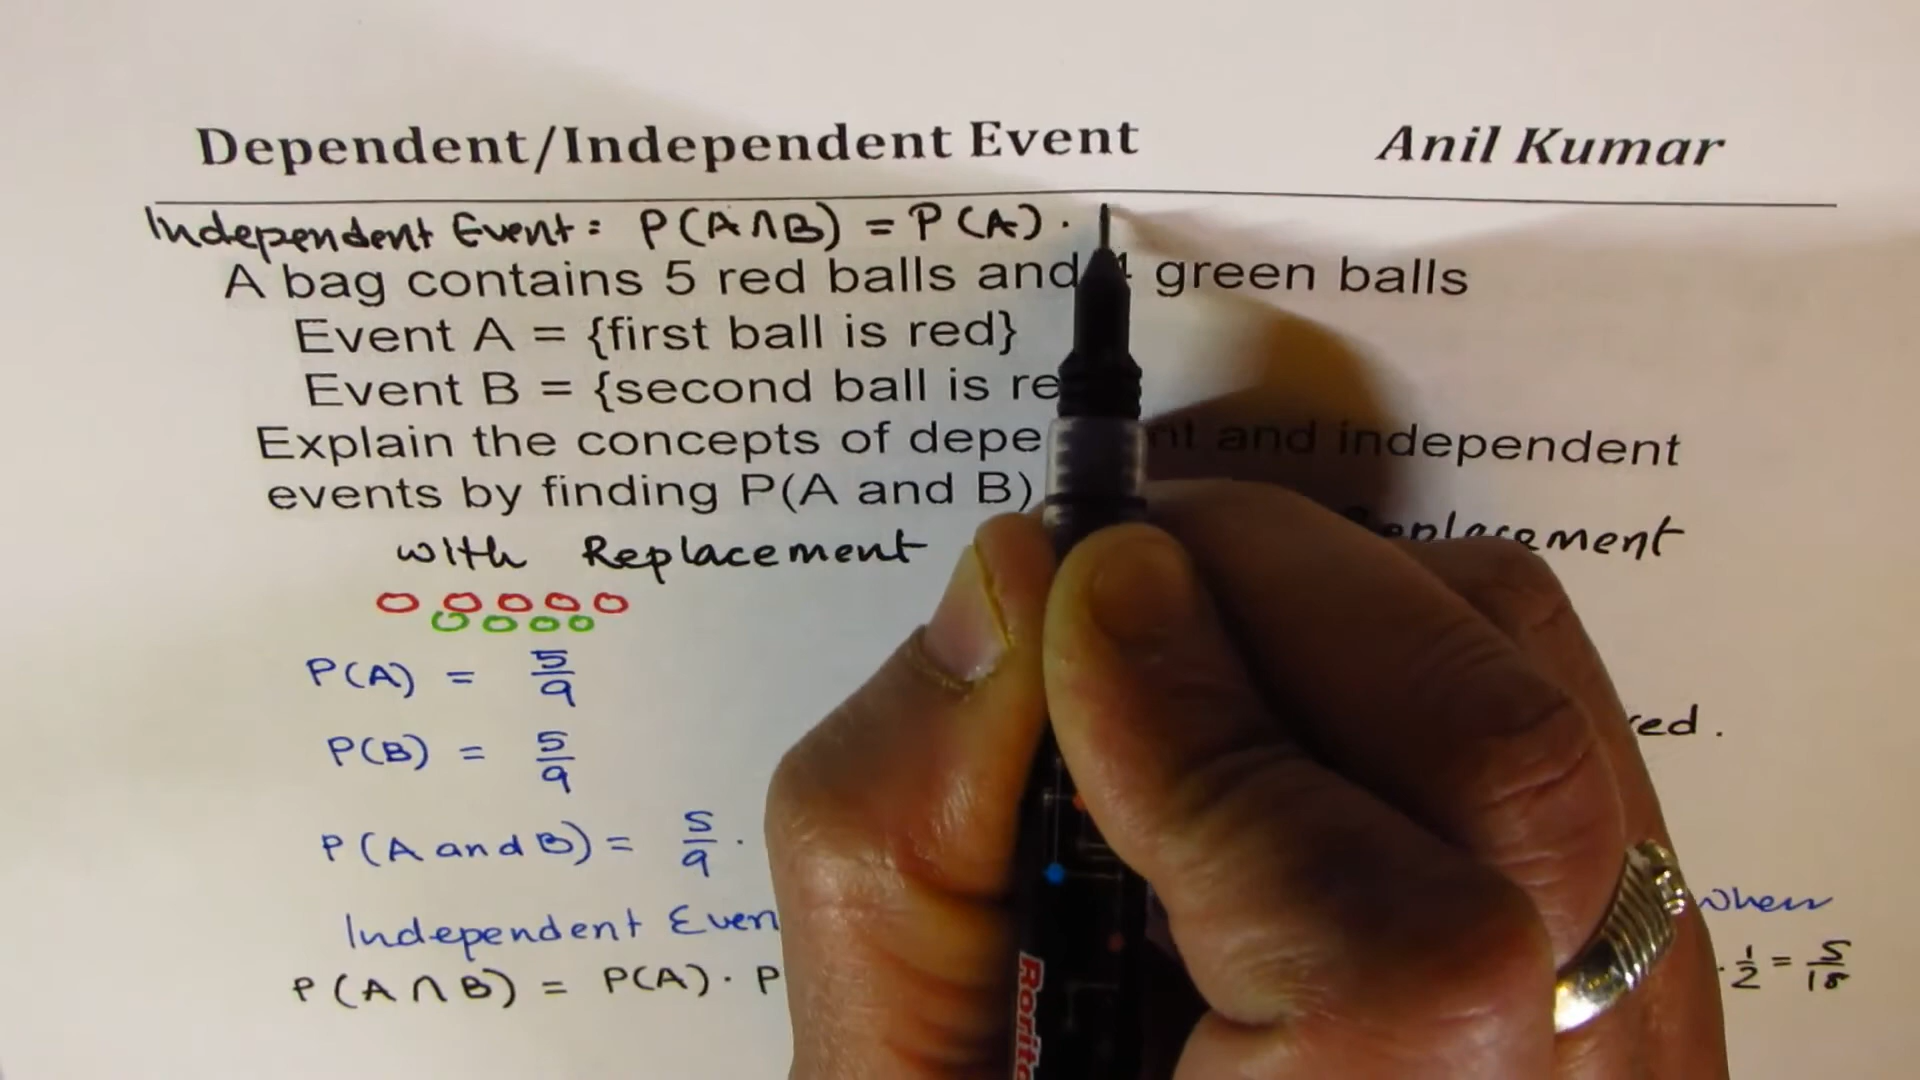 Dependent/Independent Event Anil Kumar
Independent Event: P(A∩B) = P(A) ·
A bag contains 5 red balls and 4 green balls
Event A = {first ball is red}
Event B = {second ball is re
Explain the concepts of depe nt and independent
events by finding P(A and B)
with Replacement
eplacement
P(A) = 5/9
red.
P(B) = 5/9
P(A and B) = 5/9 ·
when
Independent Even
P(A∩B) = P(A) · P
· 1/2 = 5/18